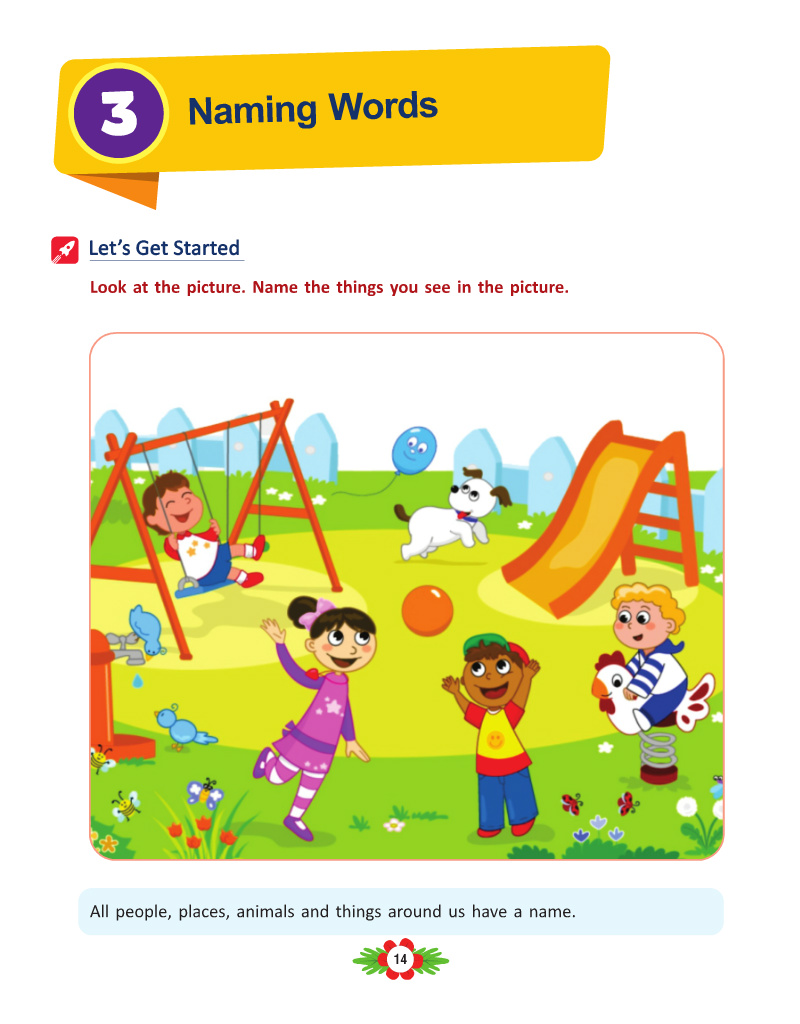 3
Naming Words
Let's Get Started
Look at the picture. Name the things you see in the picture.
All people, places, animals and things around us have a name.
14